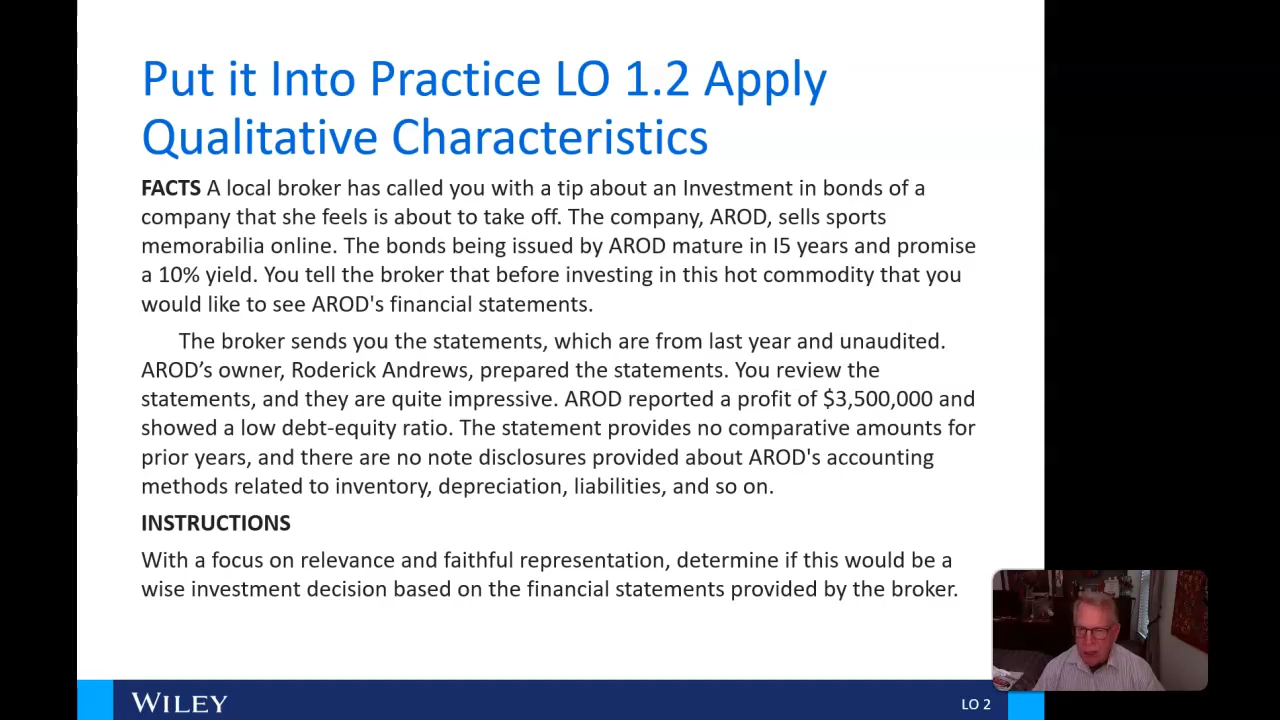 Put it Into Practice LO 1.2 Apply
Qualitative Characteristics
FACTS A local broker has called you with a tip about an Investment in bonds of a
company that she feels is about to take off. The company, AROD, sells sports
memorabilia online. The bonds being issued by AROD mature in I5 years and promise
a 10% yield. You tell the broker that before investing in this hot commodity that you
would like to see AROD's financial statements.
The broker sends you the statements, which are from last year and unaudited.
AROD’s owner, Roderick Andrews, prepared the statements. You review the
statements, and they are quite impressive. AROD reported a profit of $3,500,000 and
showed a low debt-equity ratio. The statement provides no comparative amounts for
prior years, and there are no note disclosures provided about AROD's accounting
methods related to inventory, depreciation, liabilities, and so on.
INSTRUCTIONS
With a focus on relevance and faithful representation, determine if this would be a
wise investment decision based on the financial statements provided by the broker.
WILEY
LO 2